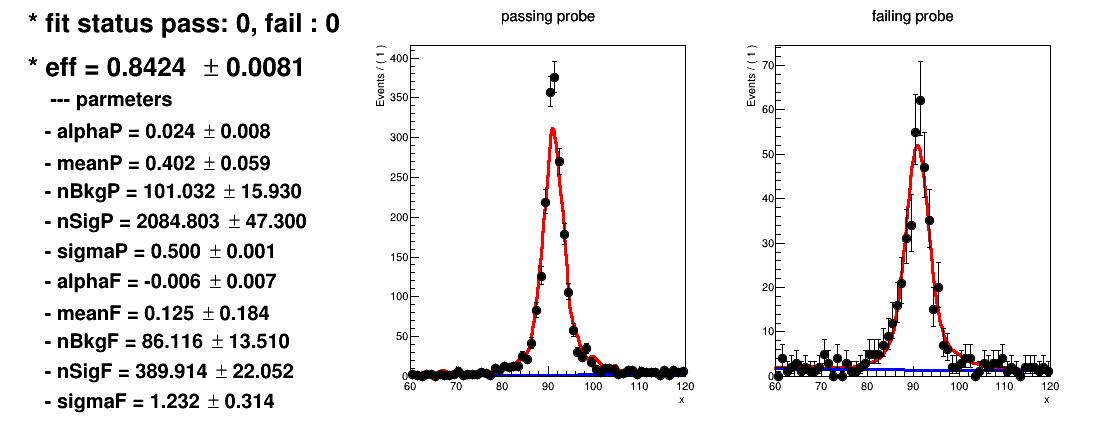 * fit status pass: 0, fail : 0
* eff = 0.8424 ± 0.0081
--- parmeters
- alphaP = 0.024 ± 0.008
- meanP = 0.402 ± 0.059
- nBkgP = 101.032 ± 15.930
- nSigP = 2084.803 ± 47.300
- sigmaP = 0.500 ± 0.001
- alphaF = -0.006 ± 0.007
- meanF = 0.125 ± 0.184
- nBkgF = 86.116 ± 13.510
- nSigF = 389.914 ± 22.052
- sigmaF = 1.232 ± 0.314
passing probe
Events / ( 1 )
400
350
300
250
200
150
100
50
0
60 70 80 90 100 110 120
x
failing probe
Events / ( 1 )
70
60
50
40
30
20
10
0
60 70 80 90 100 110 120
x